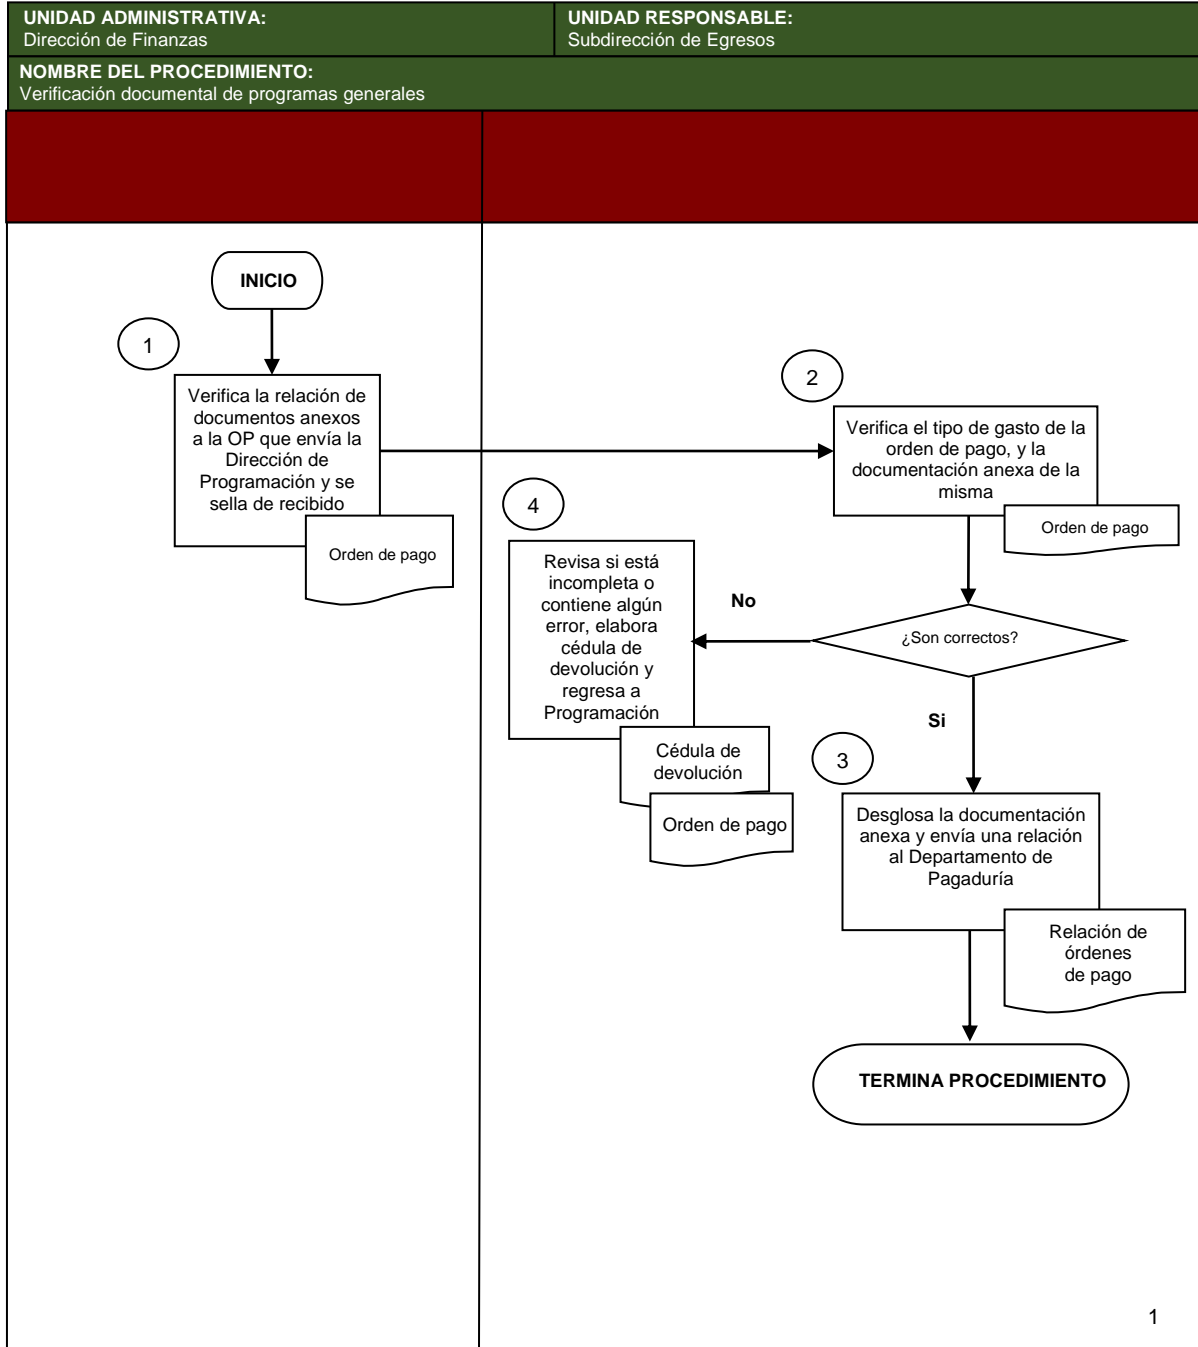 UNIDAD ADMINISTRATIVA:
Dirección de Finanzas
UNIDAD RESPONSABLE:
Subdirección de Egresos
NOMBRE DEL PROCEDIMIENTO:
Verificación documental de programas generales
INICIO
1
Verifica la relación de
documentos anexos
a la OP que envía la
Dirección de
Programación y se
sella de recibido
Orden de pago
2
Verifica el tipo de gasto de la
orden de pago, y la
documentación anexa de la
misma
Orden de pago
¿Son correctos?
No
4
Revisa si está
incompleta o
contiene algún
error, elabora
cédula de
devolución y
regresa a
Programación
Cédula de
devolución
Orden de pago
Si
3
Desglosa la documentación
anexa y envía una relación
al Departamento de
Pagaduría
Relación de
órdenes
de pago
TERMINA PROCEDIMIENTO
1